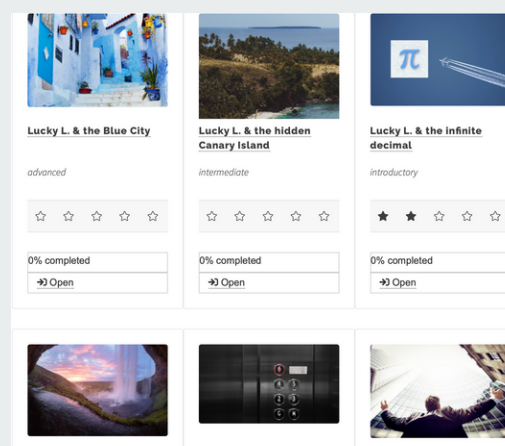 π
Lucky L. & the Blue City
Lucky L. & the hidden
Canary Island
Lucky L. & the infinite
decimal
advanced
intermediate
introductory
0% completed
0% completed
0% completed
Open
Open
Open